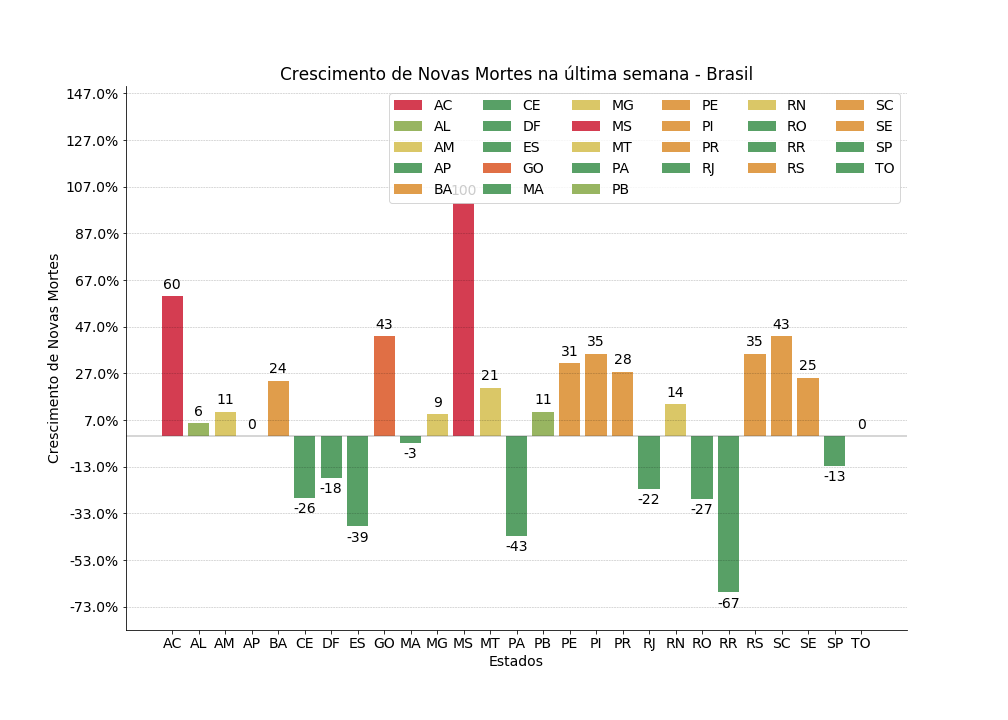 Crescimento de Novas Mortes na última semana - Brasil
147.0%
127.0%
107.0%
87.0%
67.0%
47.0%
27.0%
7.0%
-13.0%
-33.0%
-53.0%
-73.0%
Crescimento de Novas Mortes
AC CE MG PE RN SC
AL DF MS PI RO SE
AM ES MT PR RR SP
AP GO PA RJ RS TO
BA MA PB
60 6 11 0 24 -26 -18 -39 43 -3 9 100 21 -43 11 31 35 28 -22 14 -27 -67 35 43 25 -13 0
AC AL AM AP BA CE DF ES GO MA MG MS MT PA PB PE PI PR RJ RN RO RR RS SC SE SP TO
Estados